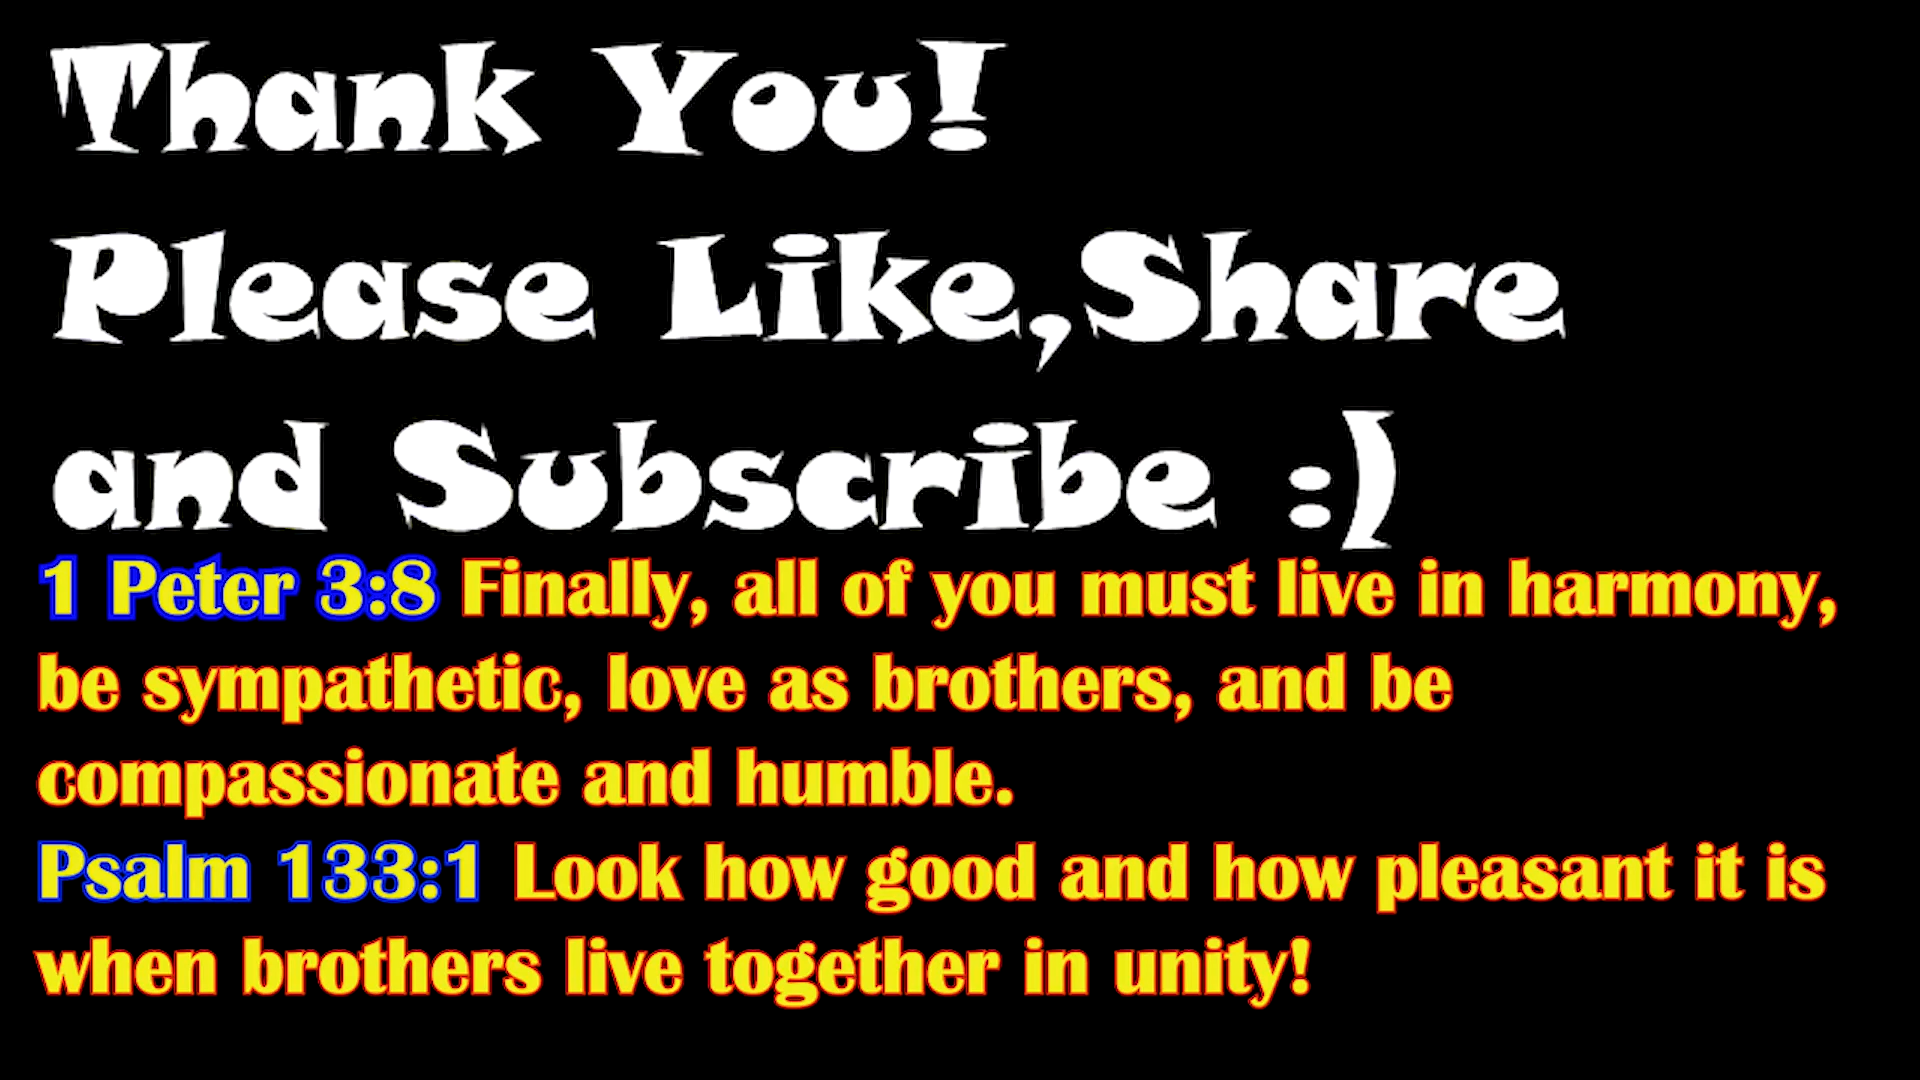 Thank You!
Please Like,Share
and Subscribe :)
1 Peter 3:8 Finally, all of you must live in harmony,
be sympathetic, love as brothers, and be
compassionate and humble.
Psalm 133:1 Look how good and how pleasant it is
when brothers live together in unity!